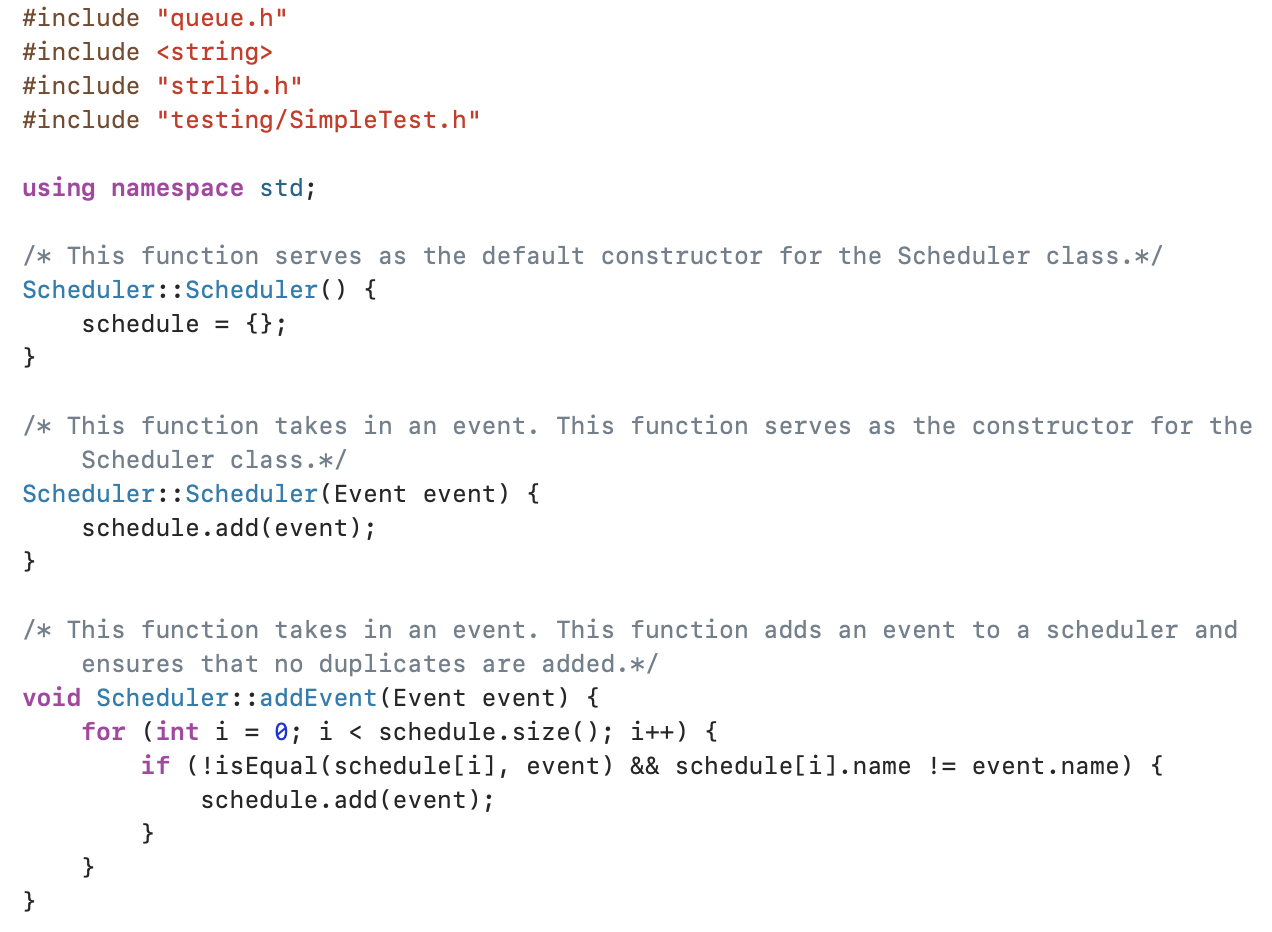 #include "queue.h"
#include <string>
#include "strlib.h"
#include "testing/SimpleTest.h"

using namespace std;

/* This function serves as the default constructor for the Scheduler class.*/
Scheduler::Scheduler() {
    schedule = {};
}

/* This function takes in an event. This function serves as the constructor for the
    Scheduler class.*/
Scheduler::Scheduler(Event event) {
    schedule.add(event);
}

/* This function takes in an event. This function adds an event to a scheduler and
    ensures that no duplicates are added.*/
void Scheduler::addEvent(Event event) {
    for (int i = 0; i < schedule.size(); i++) {
        if (!isEqual(schedule[i], event) && schedule[i].name != event.name) {
            schedule.add(event);
        }
    }
}